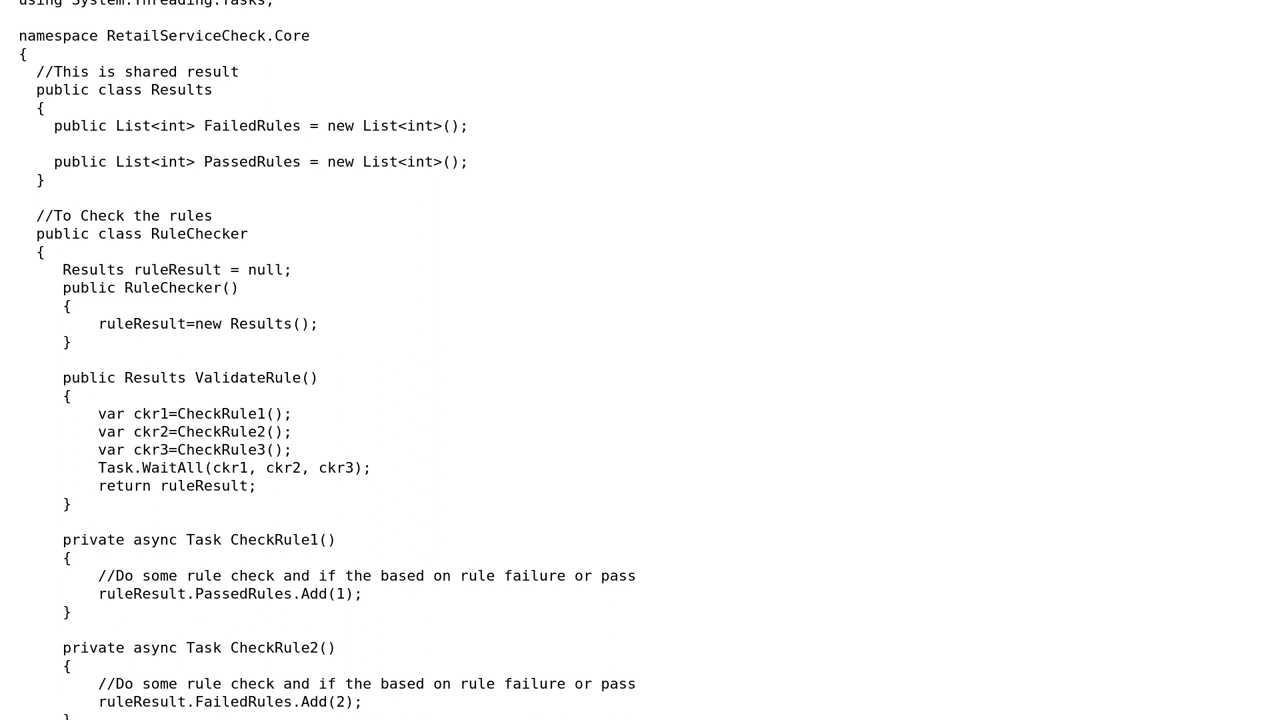 using System.Threading.Tasks;
namespace RetailServiceCheck.Core
{
//This is shared result
public class Results
{
public List<int> FailedRules = new List<int>();
public List<int> PassedRules = new List<int>();
}
//To Check the rules
public class RuleChecker
{
Results ruleResult = null;
public RuleChecker()
{
ruleResult=new Results();
}
public Results ValidateRule()
{
var ckr1=CheckRule1();
var ckr2=CheckRule2();
var ckr3=CheckRule3();
Task.WaitAll(ckr1, ckr2, ckr3);
return ruleResult;
}
private async Task CheckRule1()
{
//Do some rule check and if the based on rule failure or pass
ruleResult.PassedRules.Add(1);
}
private async Task CheckRule2()
{
//Do some rule check and if the based on rule failure or pass
ruleResult.FailedRules.Add(2);
}